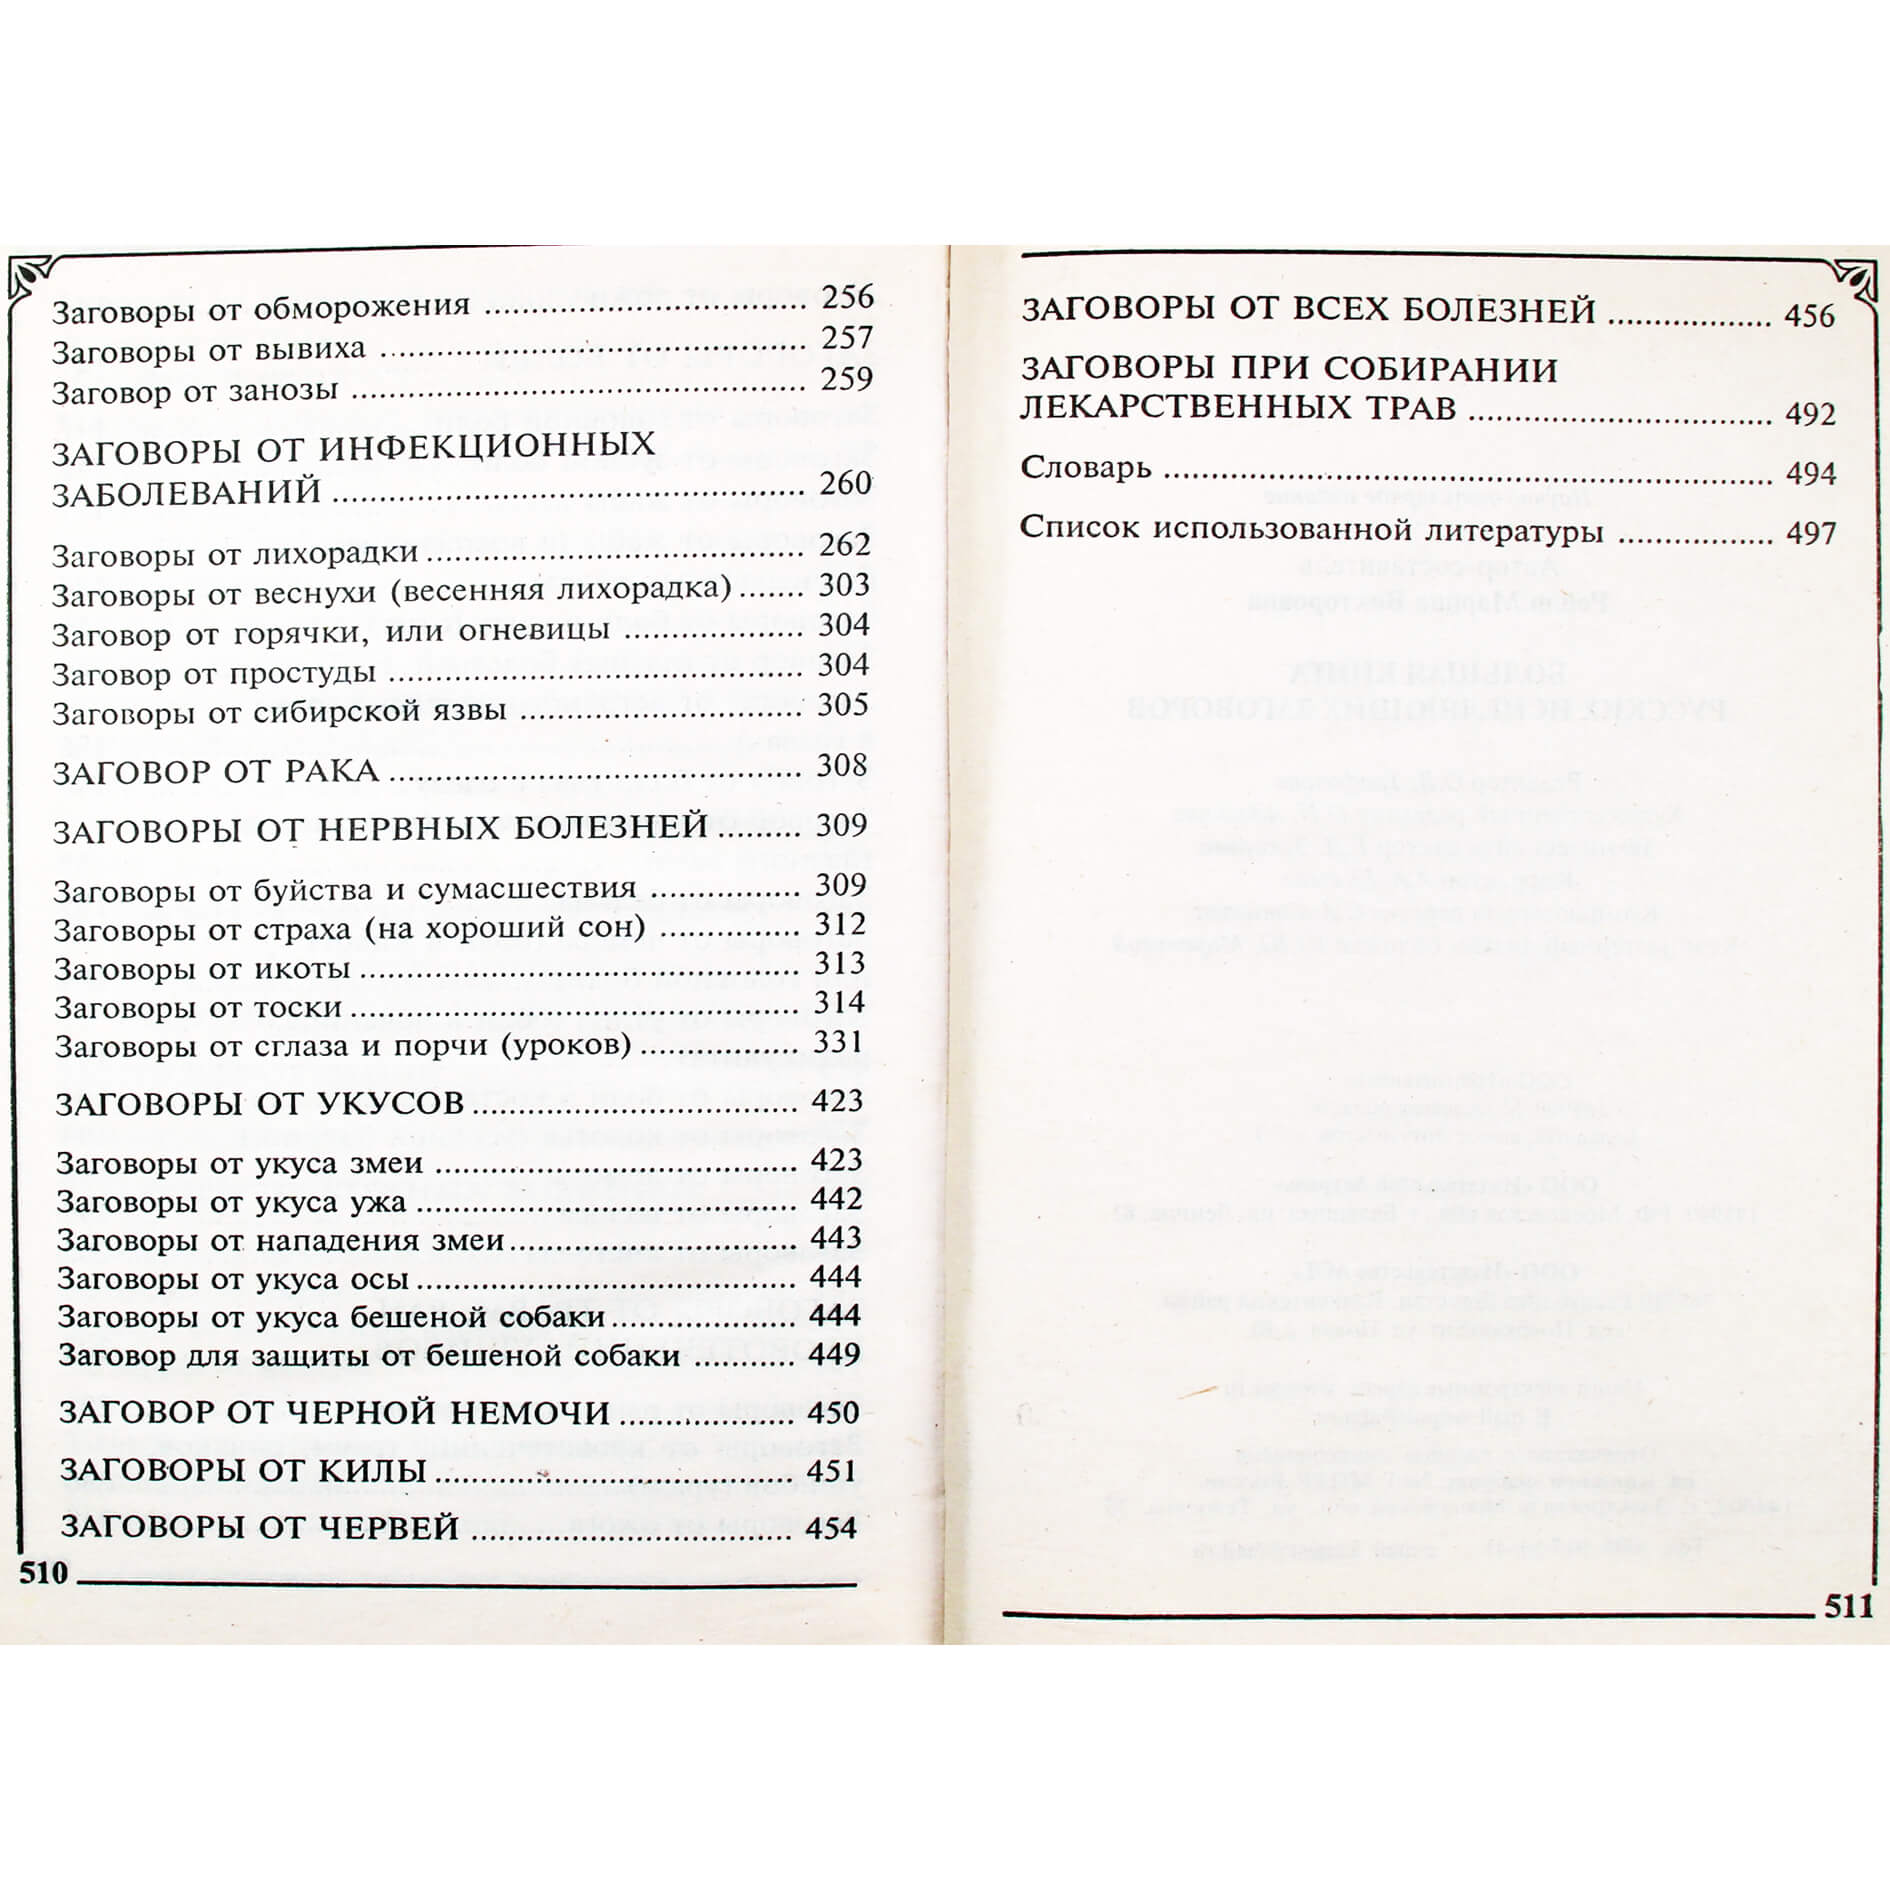 Заговоры от обморожения ........ 256
Заговоры от вывиха ........ 257
Заговор от занозы ........ 259
ЗАГОВОРЫ ОТ ИНФЕКЦИОННЫХ
ЗАБОЛЕВАНИЙ ........ 260
Заговоры от лихорадки ........ 262
Заговоры от веснухи (весенняя лихорадка) ....... 303
Заговор от горячки, или огневицы ........ 304
Заговор от простуды ........ 304
Заговоры от сибирской язвы ........ 305
ЗАГОВОР ОТ РАКА ........ 308
ЗАГОВОРЫ ОТ НЕРВНЫХ БОЛЕЗНЕЙ ........ 309
Заговоры от буйства и сумасшествия ........ 309
Заговоры от страха (на хороший сон) ........ 312
Заговоры от икоты ........ 313
Заговоры от тоски ........ 314
Заговоры от сглаза и порчи (уроков) ........ 331
ЗАГОВОРЫ ОТ УКУСОВ ........ 423
Заговоры от укуса змеи ........ 423
Заговоры от укуса ужа ........ 442
Заговоры от нападения змеи ........ 443
Заговоры от укуса осы ........ 444
Заговоры от укуса бешеной собаки ........ 444
Заговор для защиты от бешеной собаки ........ 449
ЗАГОВОР ОТ ЧЕРНОЙ НЕМОЧИ ........ 450
ЗАГОВОРЫ ОТ КИЛЫ ........ 451
ЗАГОВОРЫ ОТ ЧЕРВЕЙ ........ 454
510
ЗАГОВОРЫ ОТ ВСЕХ БОЛЕЗНЕЙ ........ 456
ЗАГОВОРЫ ПРИ СОБИРАНИИ
ЛЕКАРСТВЕННЫХ ТРАВ ........ 492
Словарь ........ 494
Список использованной литературы ........ 497
511